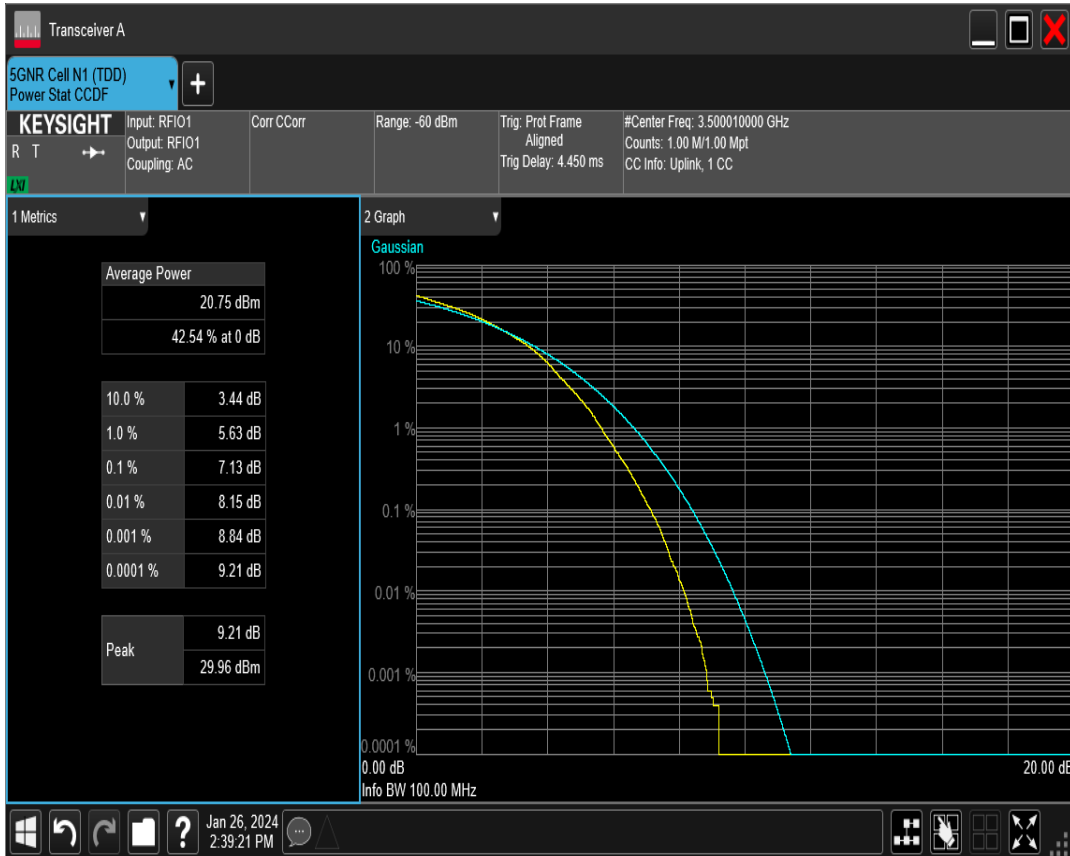 Transceiver A
5GNR Cell N1 (TDD)
Power Stat CCDF
KEYSIGHT
R T
LXI
Input: RFIO1
Output: RFIO1
Coupling: AC
Corr CCorr
Range: -60 dBm
Trig: Prot Frame
Aligned
Trig Delay: 4.450 ms
#Center Freq: 3.500010000 GHz
Counts: 1.00 M/1.00 Mpt
CC Info: Uplink, 1 CC
1 Metrics
Average Power
20.75 dBm
42.54 % at 0 dB
10.0 % 3.44 dB
1.0 % 5.63 dB
0.1 % 7.13 dB
0.01 % 8.15 dB
0.001 % 8.84 dB
0.0001 % 9.21 dB
Peak
9.21 dB
29.96 dBm
2 Graph
Gaussian
100 %
10 %
1 %
0.1 %
0.01 %
0.001 %
0.0001 %
0.00 dB 20.00 dB
Info BW 100.00 MHz
?
Jan 26, 2024
2:39:21 PM